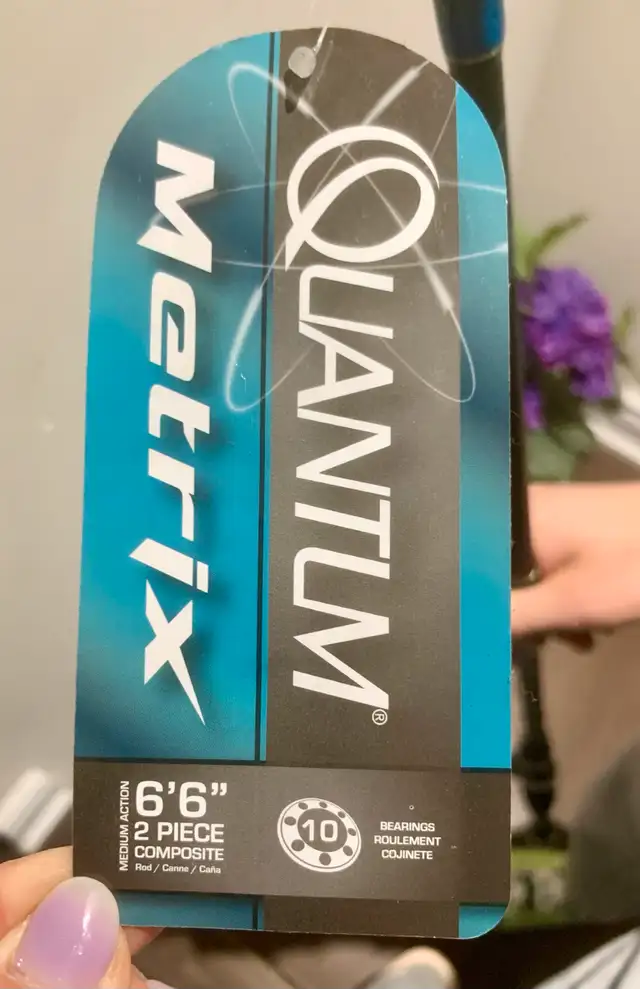 QUANTUM®
Metrix
MEDIUM ACTION
6'6”
2 PIECE
COMPOSITE
Rod / Canne / Caña
10
BEARINGS
ROULEMENT
COJINETE